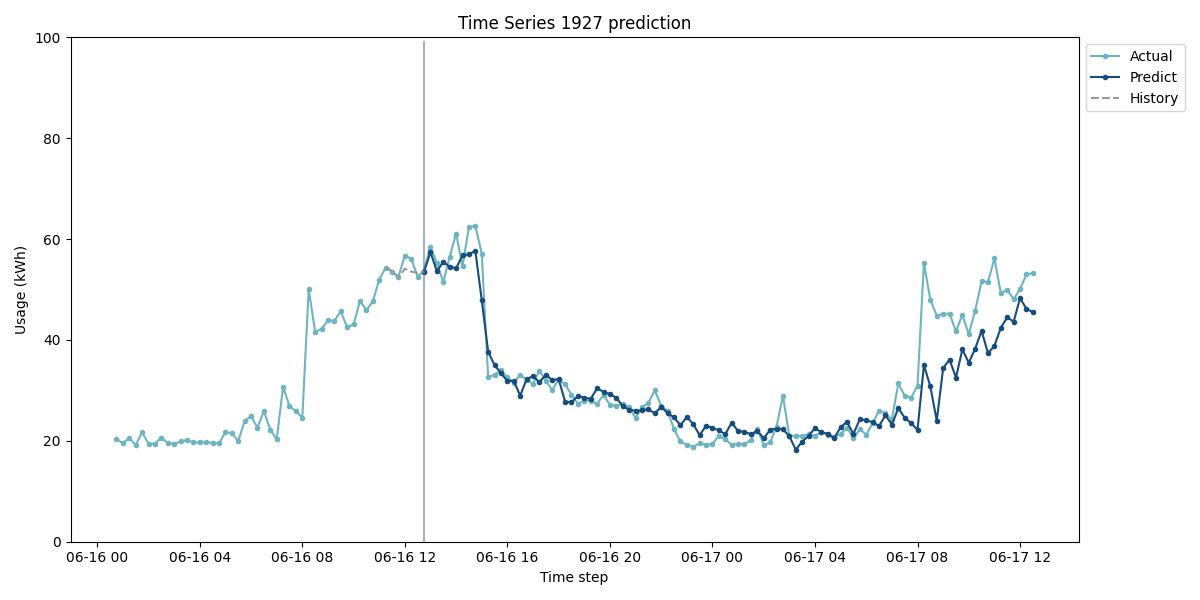 Time Series 1927 prediction
Usage (kWh)
100
80
60
40
20
0
06-16 00
06-16 04
06-16 08
06-16 12
06-16 16
06-16 20
06-17 00
06-17 04
06-17 08
06-17 12
Time step
Actual
Predict
History